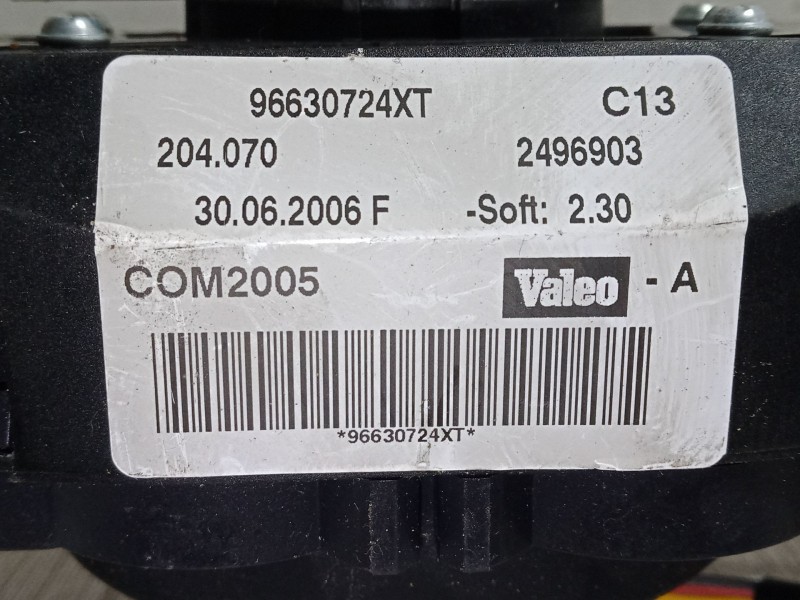 96630724XT C13
204.070 2496903
30.06.2006 F -Soft: 2.30
COM2005 Valeo - A
*96630724XT*